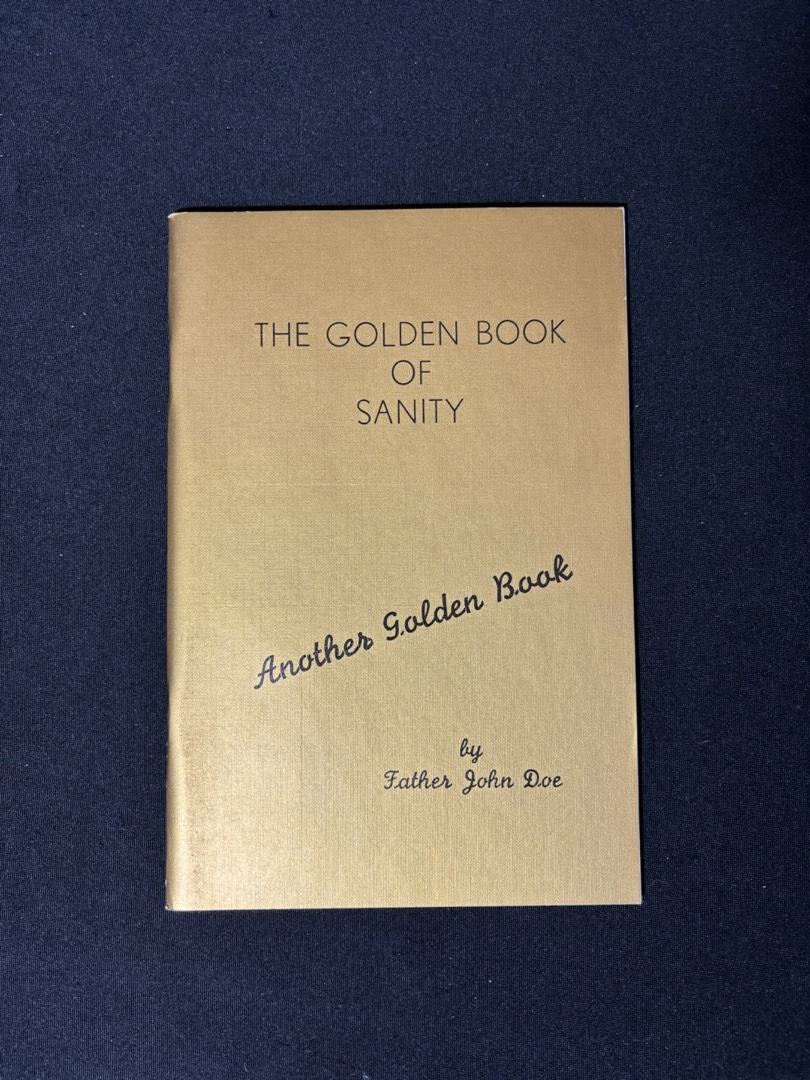 THE GOLDEN BOOK
OF
SANITY
Another Golden Book
by
Father John Doe